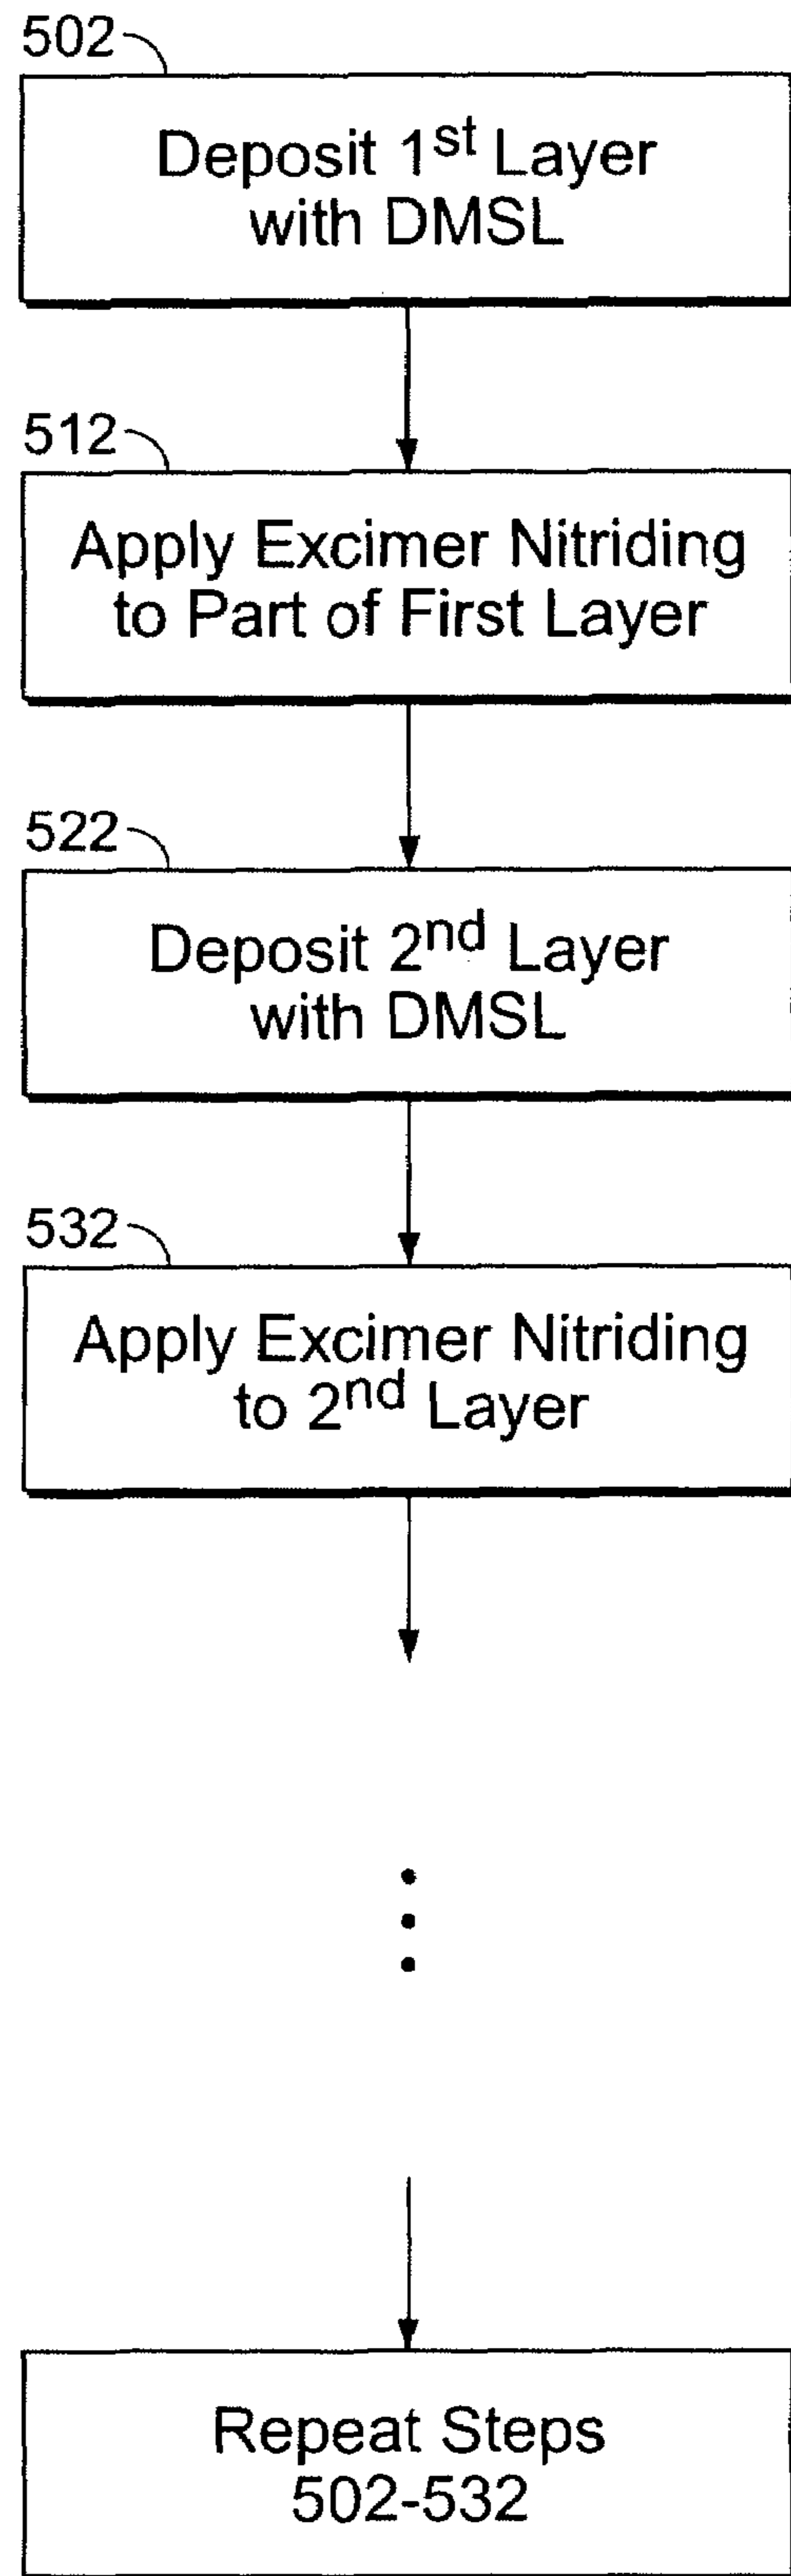 502
Deposit 1st Layer
with DMSL
512
Apply Excimer Nitriding
to Part of First Layer
522
Deposit 2nd Layer
with DMSL
532
Apply Excimer Nitriding
to 2nd Layer
Repeat Steps
502-532